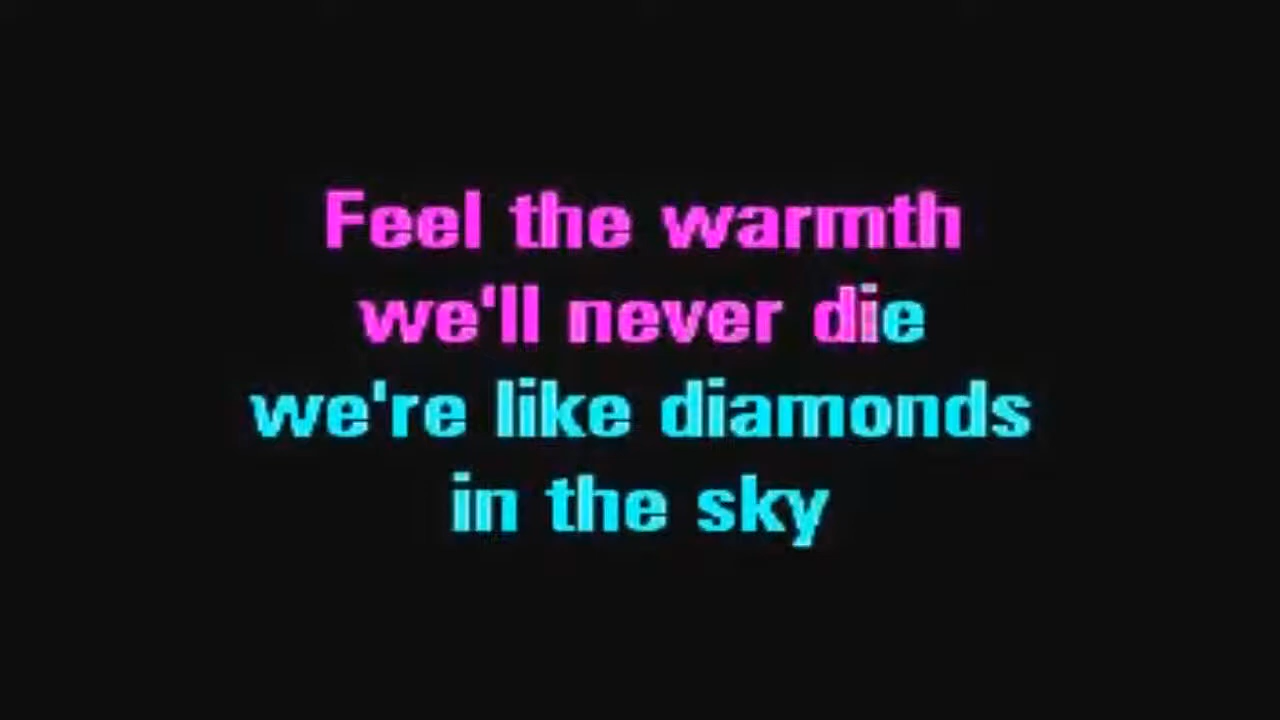 Feel the warmth
we'll never die
we're like diamonds
in the sky